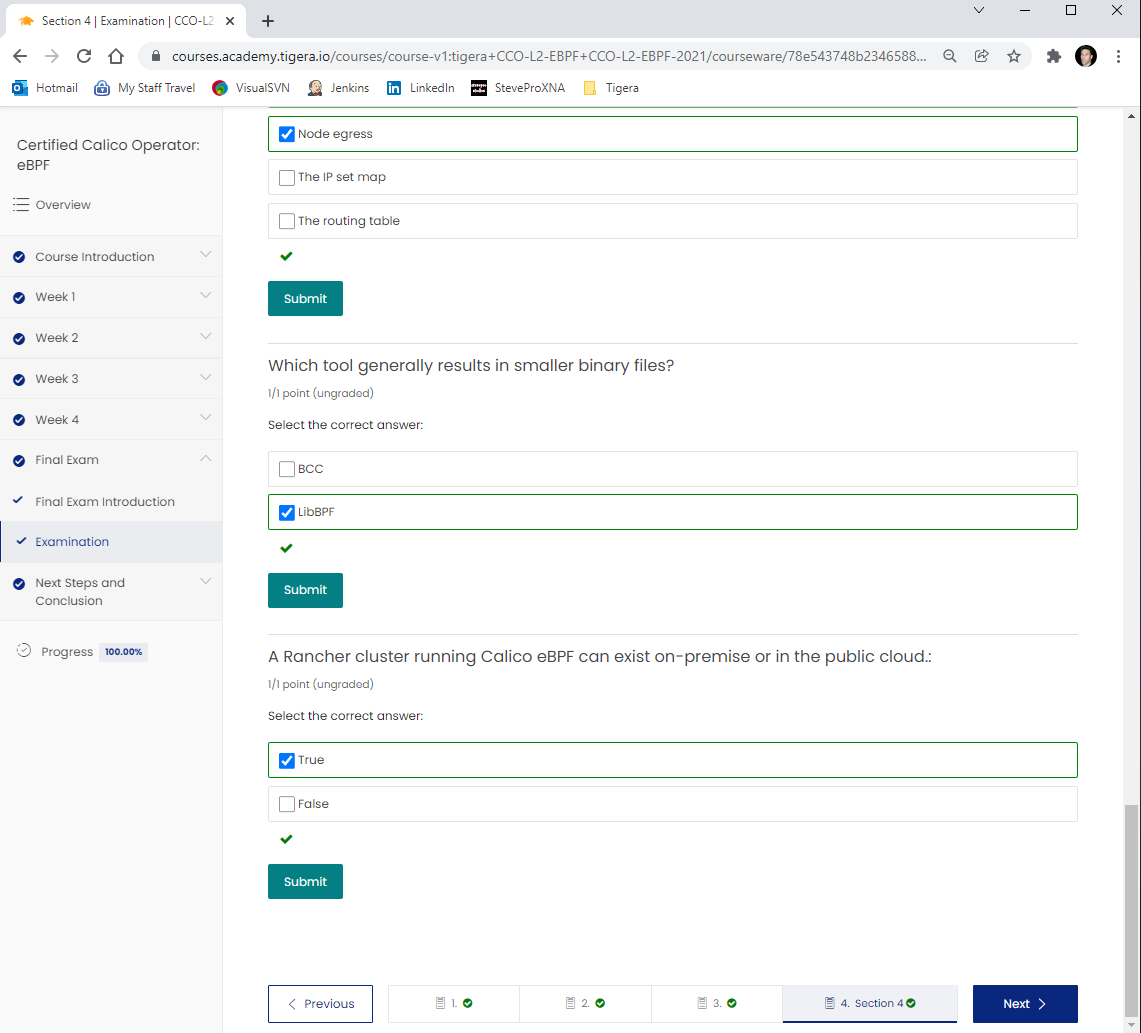 Section 4 | Examination | CCO-L2
courses.academy.tigera.io/courses/course-v1:tigera+CCO-L2-EBPF+CCO-L2-EBPF-2021/courseware/78e543748b2346588...
Hotmail My Staff Travel VisualSVN Jenkins LinkedIn SteveProXNA Tigera
Certified Calico Operator:
eBPF
Overview
Course Introduction
Week 1
Week 2
Week 3
Week 4
Final Exam
Final Exam Introduction
Examination
Next Steps and
Conclusion
Progress 100.00%
Node egress
The IP set map
The routing table
Submit
Which tool generally results in smaller binary files?
1/1 point (ungraded)
Select the correct answer:
BCC
LibBPF
Submit
A Rancher cluster running Calico eBPF can exist on-premise or in the public cloud.:
1/1 point (ungraded)
Select the correct answer:
True
False
Submit
Previous 1. 2. 3. 4. Section 4 Next